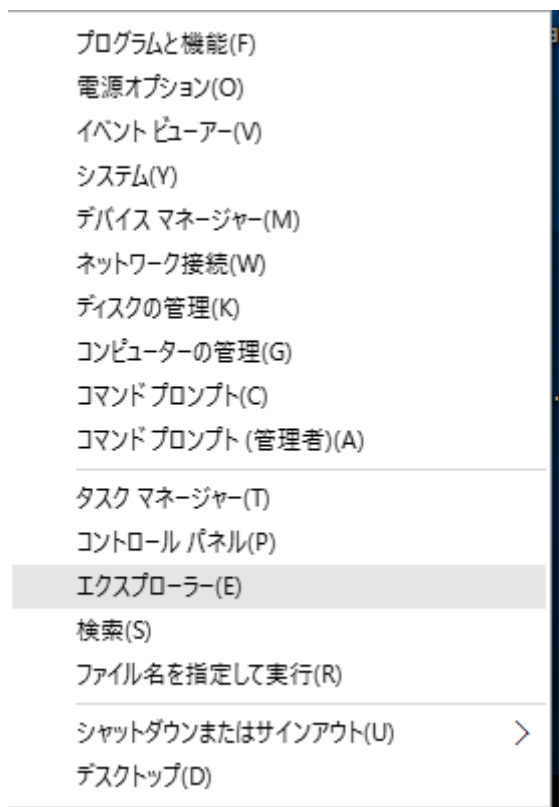 プログラムと機能(F)
電源オプション(O)
イベント ビューアー(V)
システム(Y)
デバイス マネージャー(M)
ネットワーク接続(W)
ディスクの管理(K)
コンピューターの管理(G)
コマンド プロンプト(C)
コマンド プロンプト (管理者)(A)
タスク マネージャー(T)
コントロール パネル(P)
エクスプローラー(E)
検索(S)
ファイル名を指定して実行(R)
シャットダウンまたはサインアウト(U)
デスクトップ(D)